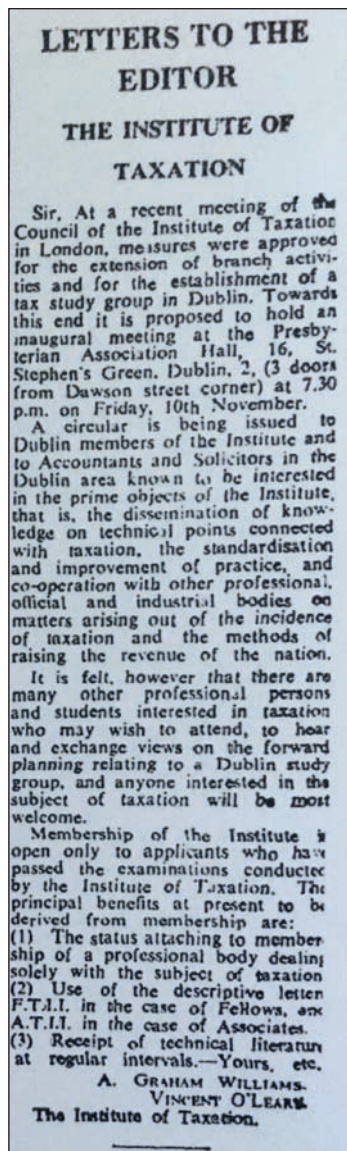 LETTERS TO THE
EDITOR
THE INSTITUTE OF
TAXATION
Sir, At a recent meeting of the
Council of the Institute of Taxation
in London, measures were approved
for the extension of branch activi-
ties and for the establishment of a
tax study group in Dublin. Towards
this end it is proposed to hold an
inaugural meeting at the Presby-
terian Association Hall, 16, St.
Stephen's Green, Dublin, 2, (3 doors
from Dawson street corner) at 7.30
p.m. on Friday, 10th November.
A circular is being issued to
Dublin members of the Institute and
to Accountants and Solicitors in the
Dublin area known to be interested
in the prime objects of the Institute,
that is, the dissemination of know-
ledge on technical points connected
with taxation, the standardisation
and improvement of practice, and
co-operation with other professional,
official and industrial bodies on
matters arising out of the incidence
of taxation and the methods of
raising the revenue of the nation.
It is felt, however that there are
many other professional persons
and students interested in taxation
who may wish to attend, to hear
and exchange views on the forward
planning relating to a Dublin study
group, and anyone interested in the
subject of taxation will be most
welcome.
Membership of the Institute is
open only to applicants who have
passed the examinations conducted
by the Institute of Taxation. The
principal benefits at present to be
derived from membership are:
(1) The status attaching to member
ship of a professional body dealing
solely with the subject of taxation
(2) Use of the descriptive letters
F.T.I.I. in the case of Fellows, and
A.T.I.I. in the case of Associates.
(3) Receipt of technical literature
at regular intervals.—Yours, etc.
A. GRAHAM WILLIAMS.
VINCENT O'LEARY.
The Institute of Taxation.